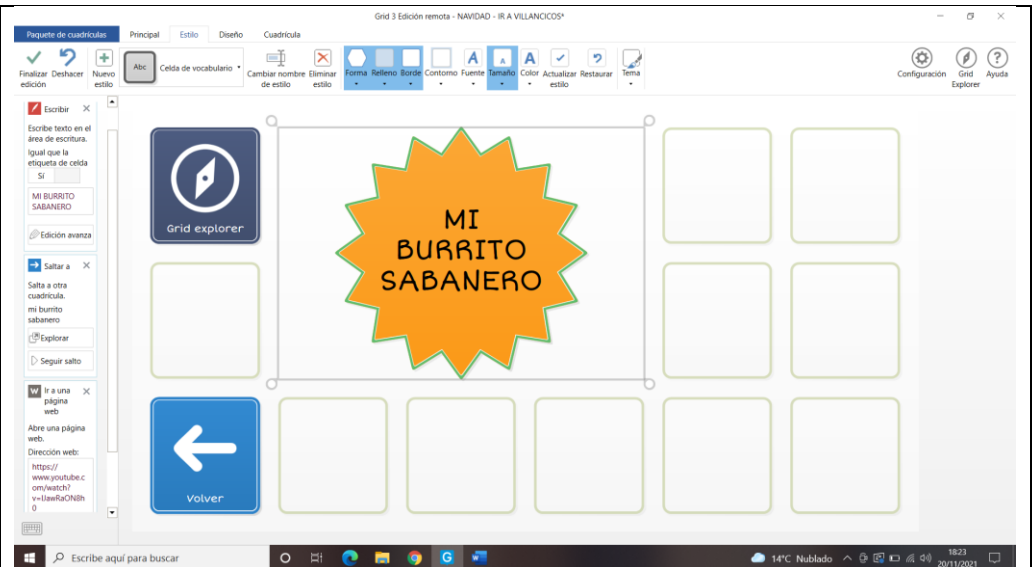 Grid 3 Edición remota - NAVIDAD - IR A VILLANCICOS*
Paquete de cuadrículas Principal Estilo Diseño Cuadrícula
Finalizar edición
Deshacer
Nuevo estilo
Abc
Celda de vocabulario
Cambiar nombre de estilo
Eliminar estilo
Forma
Relleno
Borde
Contorno
Fuente
Tamaño
Color
Actualizar estilo
Restaurar
Tema
Configuración
Grid Explorer
Ayuda
Escribir
Escribe texto en el
área de escritura.
Igual que la
etiqueta de celda
Sí
MI BURRITO
SABANERO
Edición avanza
Saltar a
Salta a otra
cuadrícula.
mi burrito
sabanero
Explorar
Seguir salto
W Ir a una
página
web
Abre una página
web.
Dirección web:
https://
www.youtube.c
om/watch?
v=IJawRaON8h
0
Grid explorer
MI
BURRITO
SABANERO
Volver
Escribe aquí para buscar
14°C Nublado
18:23
20/11/2021